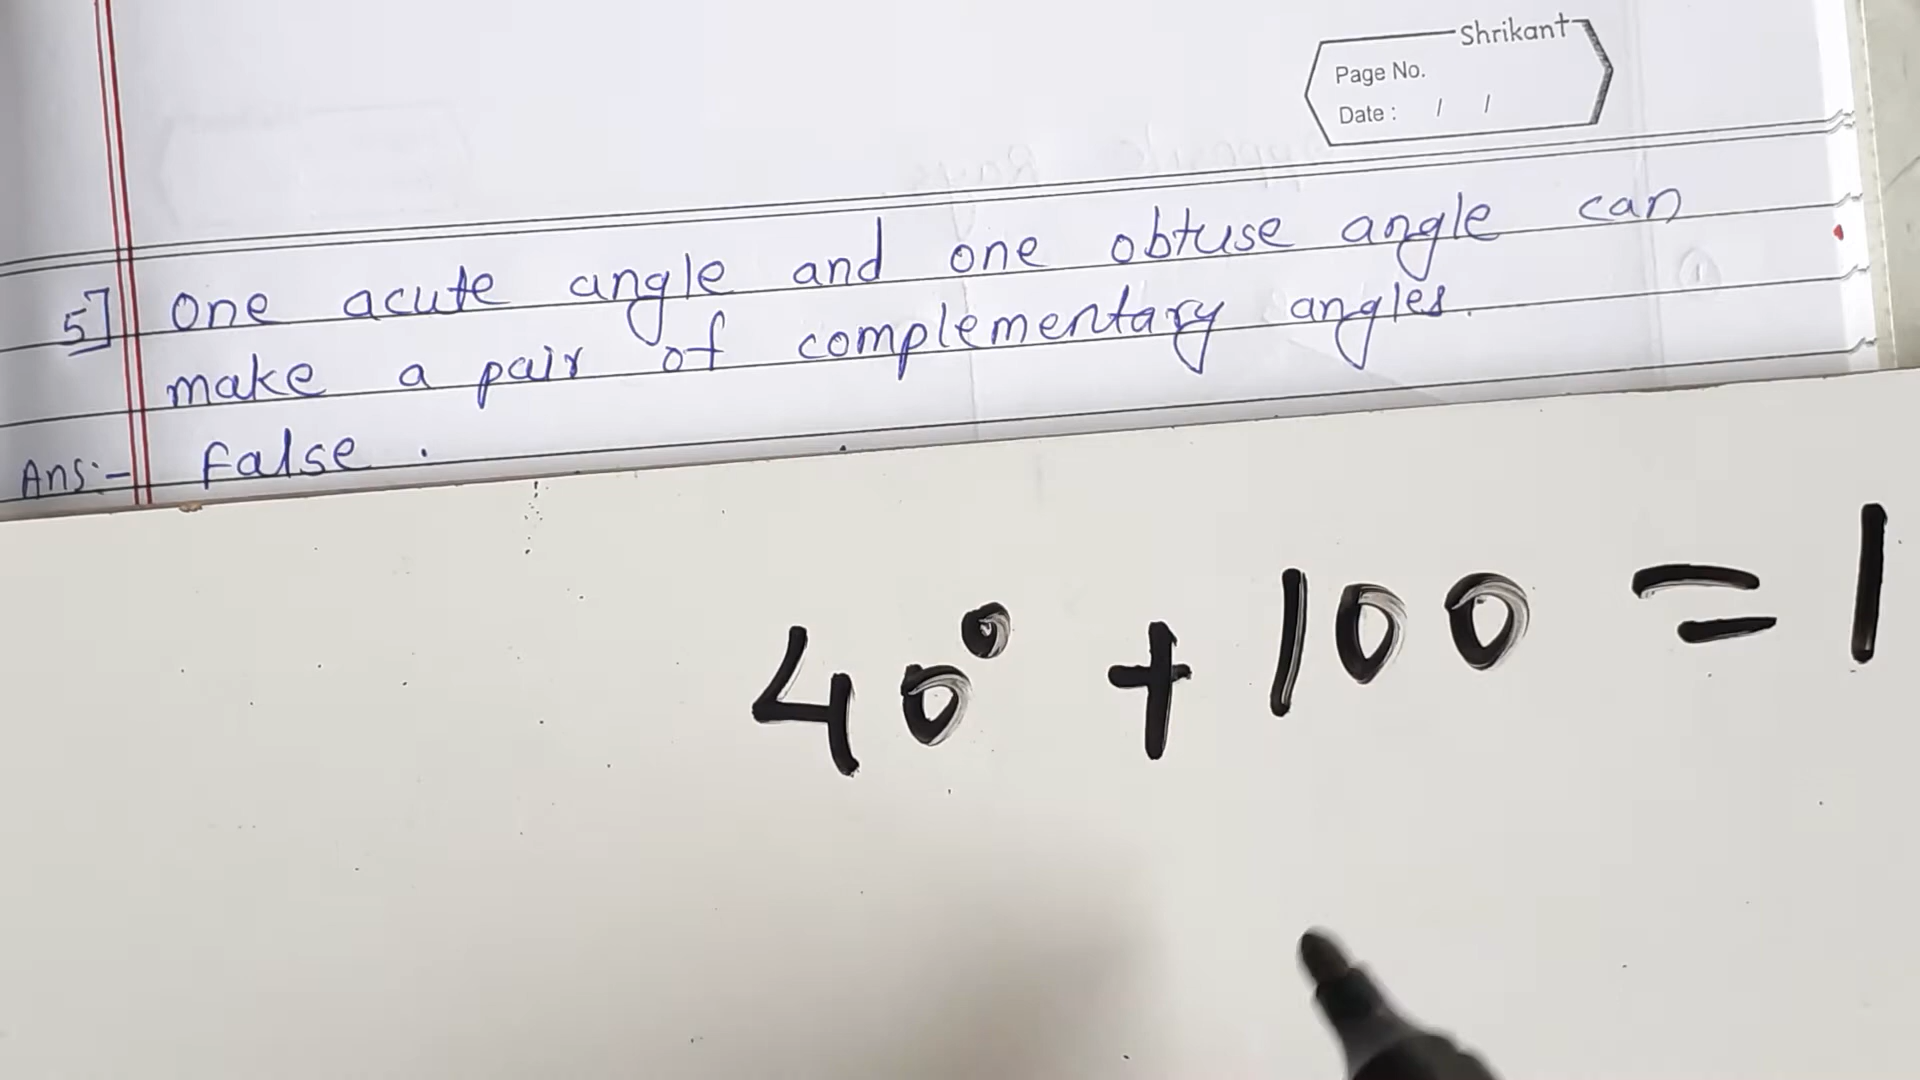 Shrikant
Page No.
Date : / /
5] one acute angle and one obtuse angle can
make a pair of complementary angles.
Ans:- false .
40° + 100 = 1